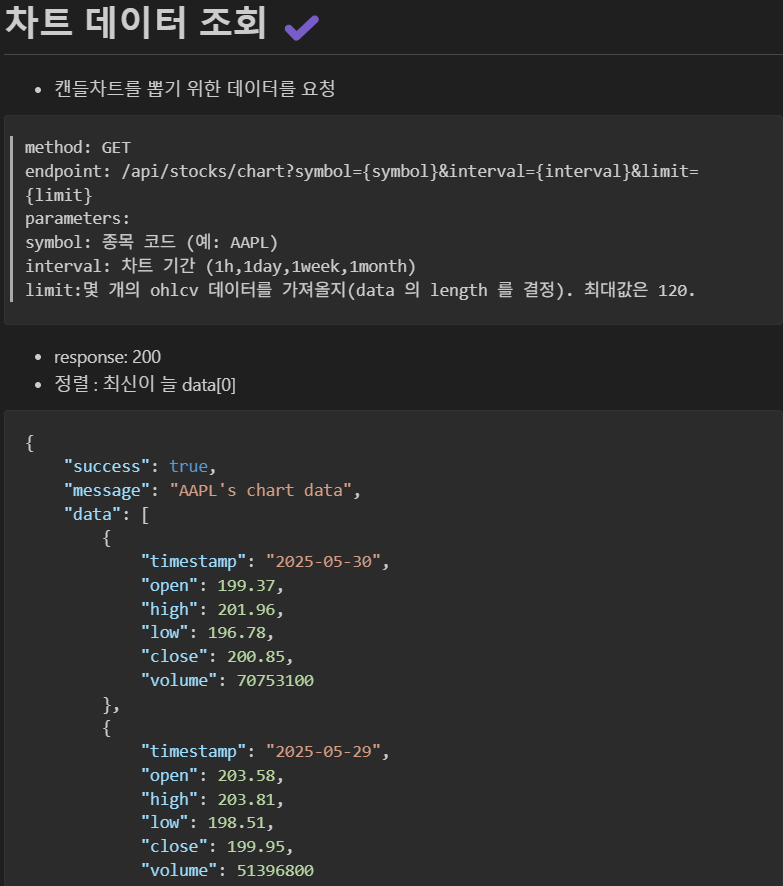 차트 데이터 조회 ✔
• 캔들차트를 뽑기 위한 데이터를 요청
method: GET
endpoint: /api/stocks/chart?symbol={symbol}&interval={interval}&limit=
{limit}
parameters:
symbol: 종목 코드 (예: AAPL)
interval: 차트 기간 (1h,1day,1week,1month)
limit:몇 개의 ohlcv 데이터를 가져올지(data 의 length 를 결정). 최대값은 120.
• response: 200
• 정렬 : 최신이 늘 data[0]
{
    "success": true,
    "message": "AAPL's chart data",
    "data": [
        {
            "timestamp": "2025-05-30",
            "open": 199.37,
            "high": 201.96,
            "low": 196.78,
            "close": 200.85,
            "volume": 70753100
        },
        {
            "timestamp": "2025-05-29",
            "open": 203.58,
            "high": 203.81,
            "low": 198.51,
            "close": 199.95,
            "volume": 51396800